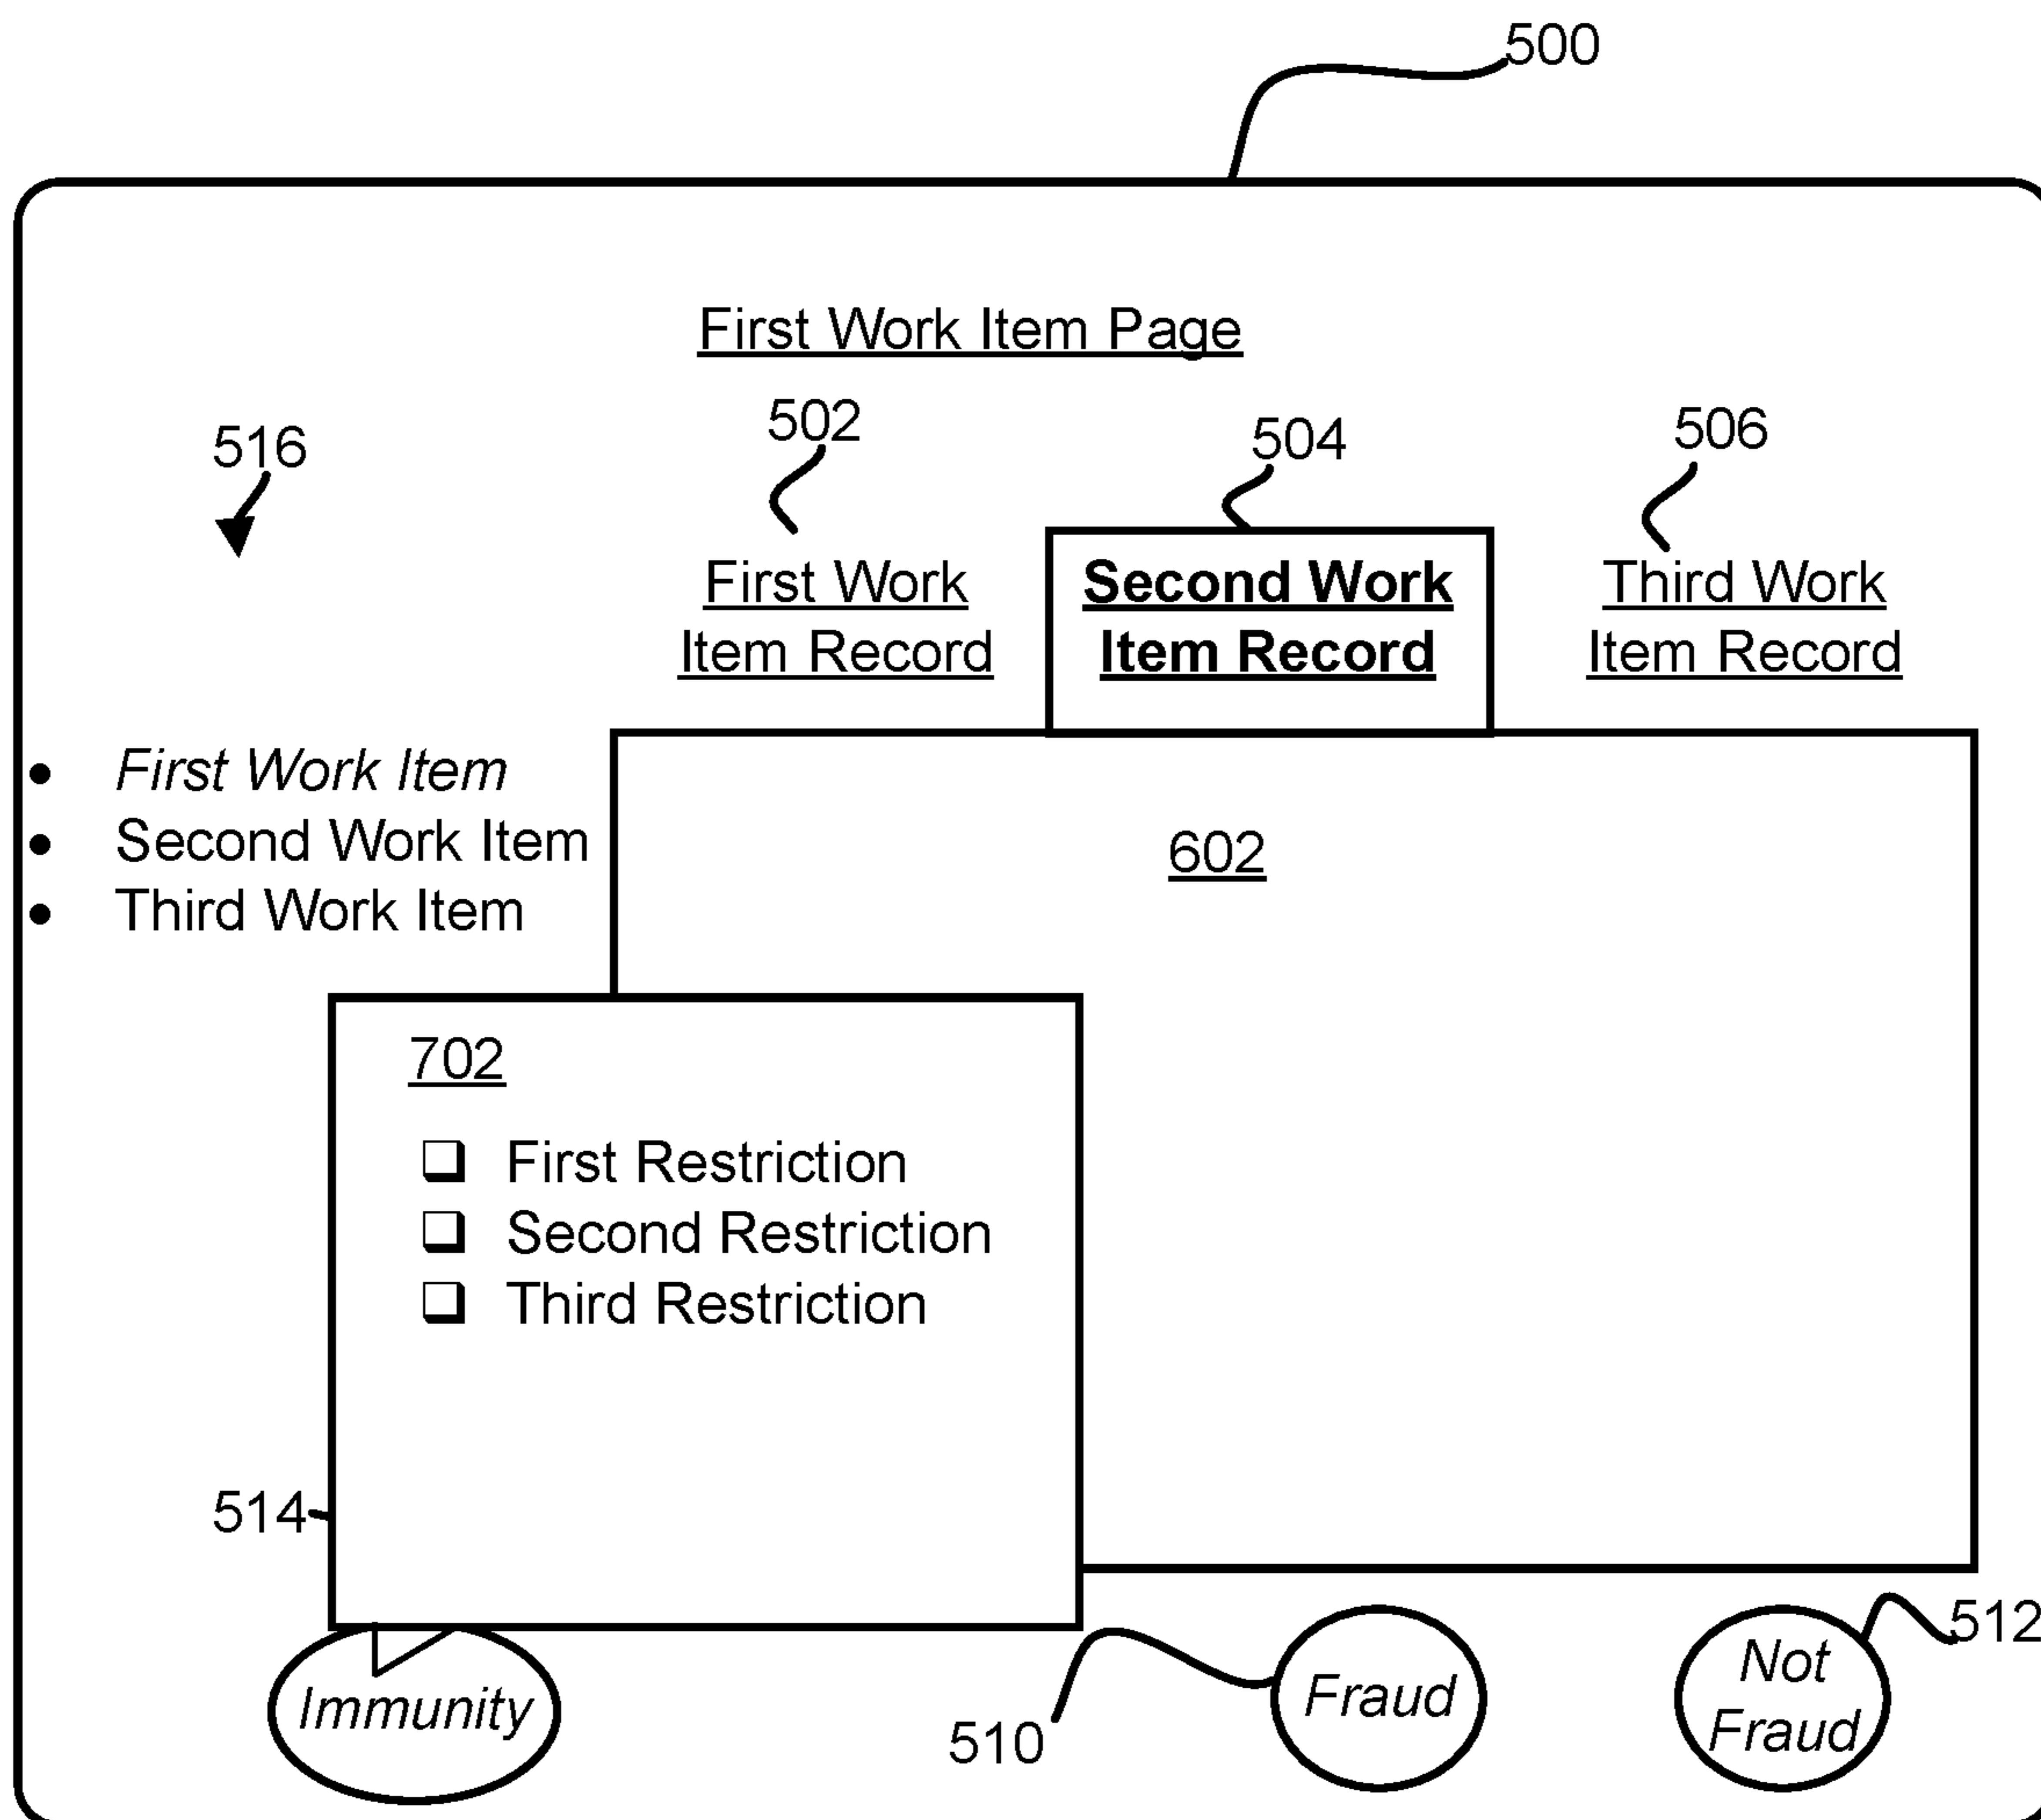 500
First Work Item Page
516
502
504
506
First Work
Item Record
Second Work
Item Record
Third Work
Item Record
• First Work Item
• Second Work Item
• Third Work Item
602
702
❑ First Restriction
❑ Second Restriction
❑ Third Restriction
514
512
Immunity
510
Fraud
Not
Fraud